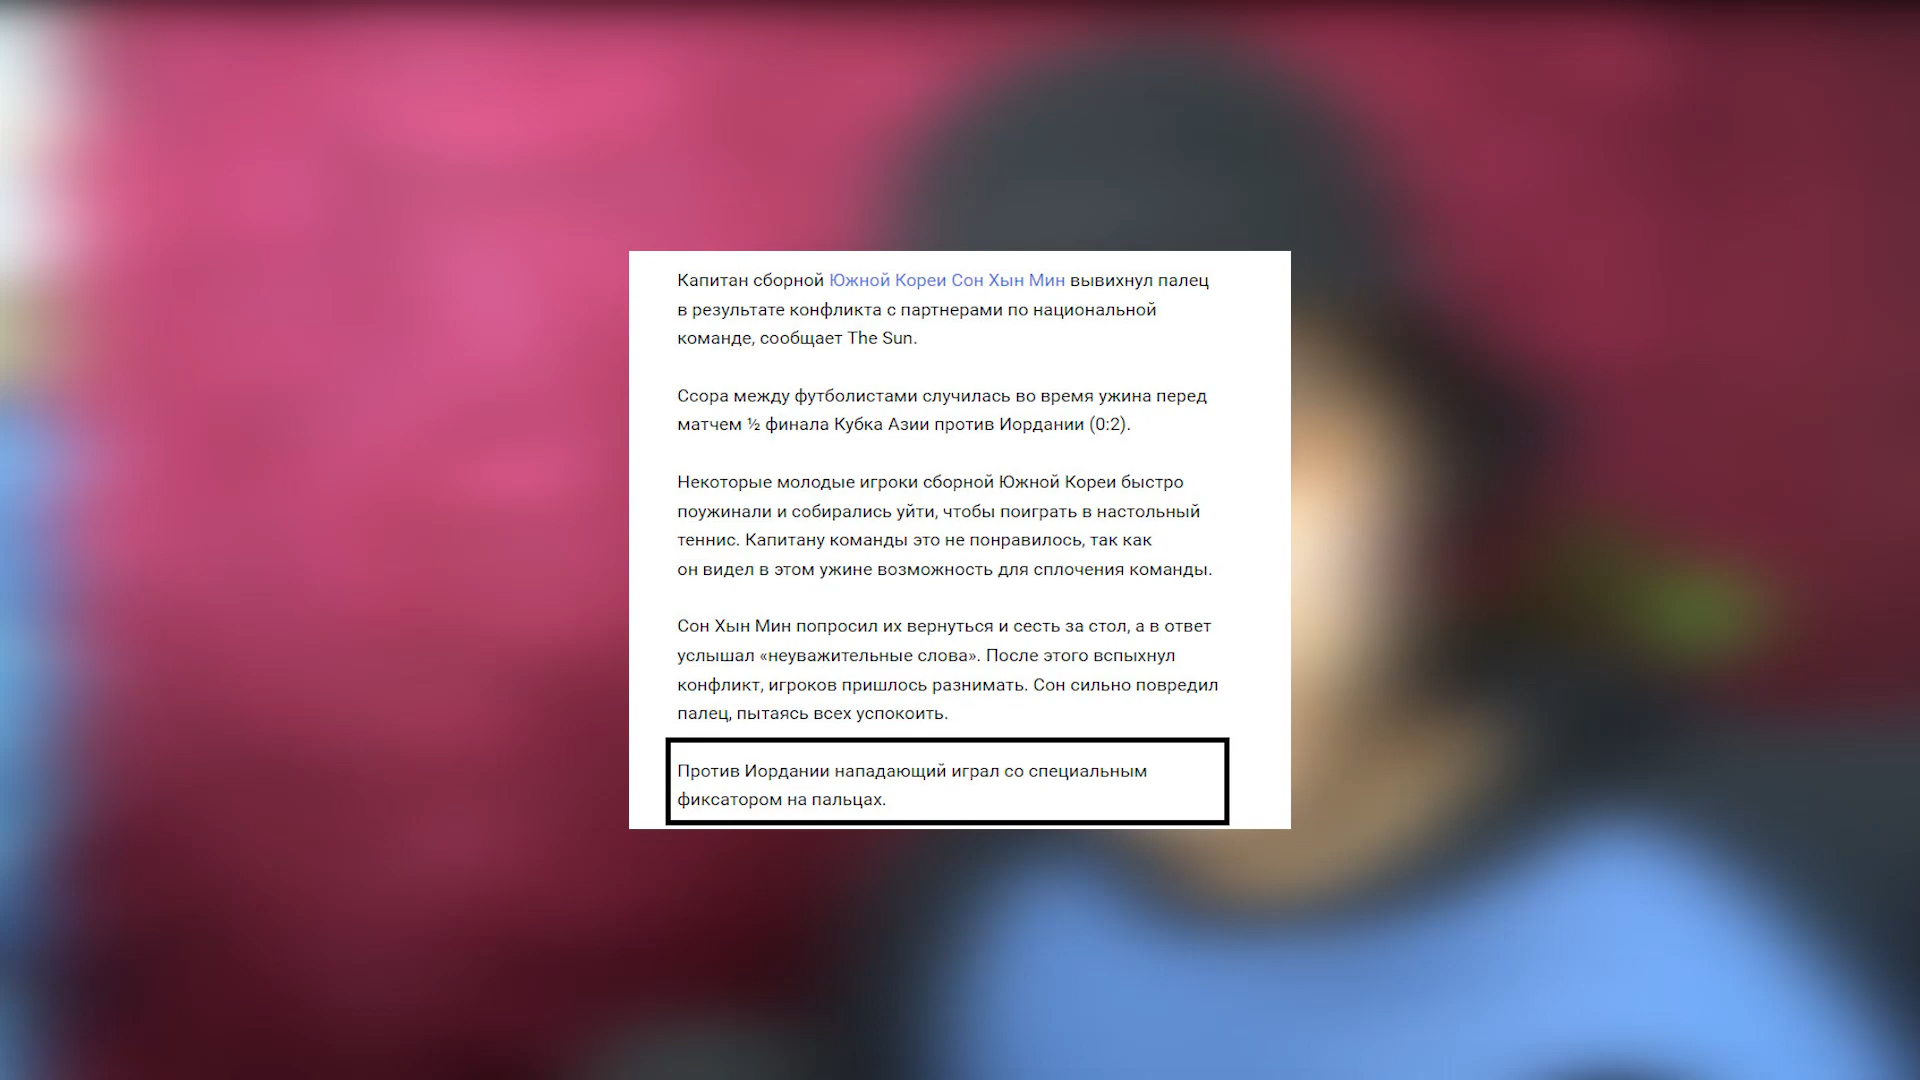 Капитан сборной Южной Кореи Сон Хын Мин вывихнул палец
в результате конфликта с партнерами по национальной
команде, сообщает The Sun.
Ссора между футболистами случилась во время ужина перед
матчем ½ финала Кубка Азии против Иордании (0:2).
Некоторые молодые игроки сборной Южной Кореи быстро
поужинали и собирались уйти, чтобы поиграть в настольный
теннис. Капитану команды это не понравилось, так как
он видел в этом ужине возможность для сплочения команды.
Сон Хын Мин попросил их вернуться и сесть за стол, а в ответ
услышал «неуважительные слова». После этого вспыхнул
конфликт, игроков пришлось разнимать. Сон сильно повредил
палец, пытаясь всех успокоить.
Против Иордании нападающий играл со специальным
фиксатором на пальцах.